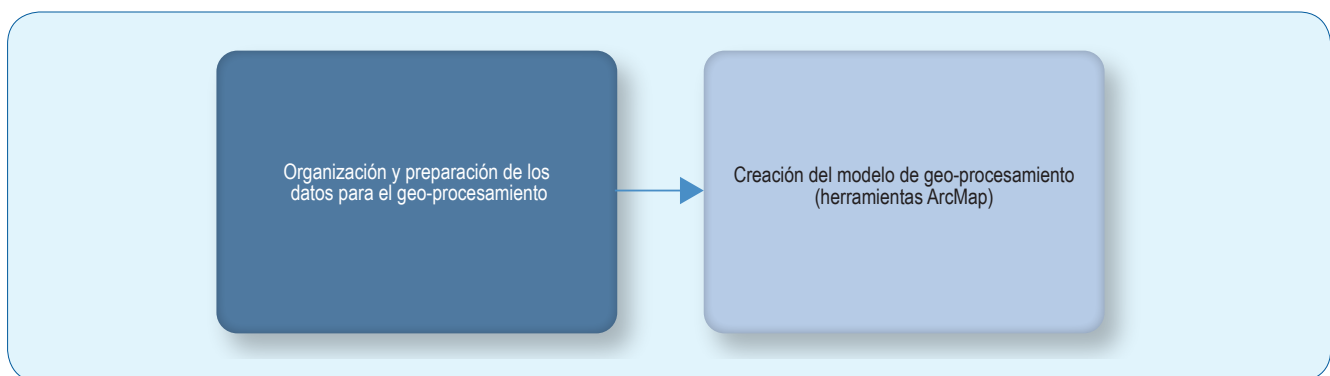 Organización y preparación de los
datos para el geo-procesamiento
Creación del modelo de geo-procesamiento
(herramientas ArcMap)